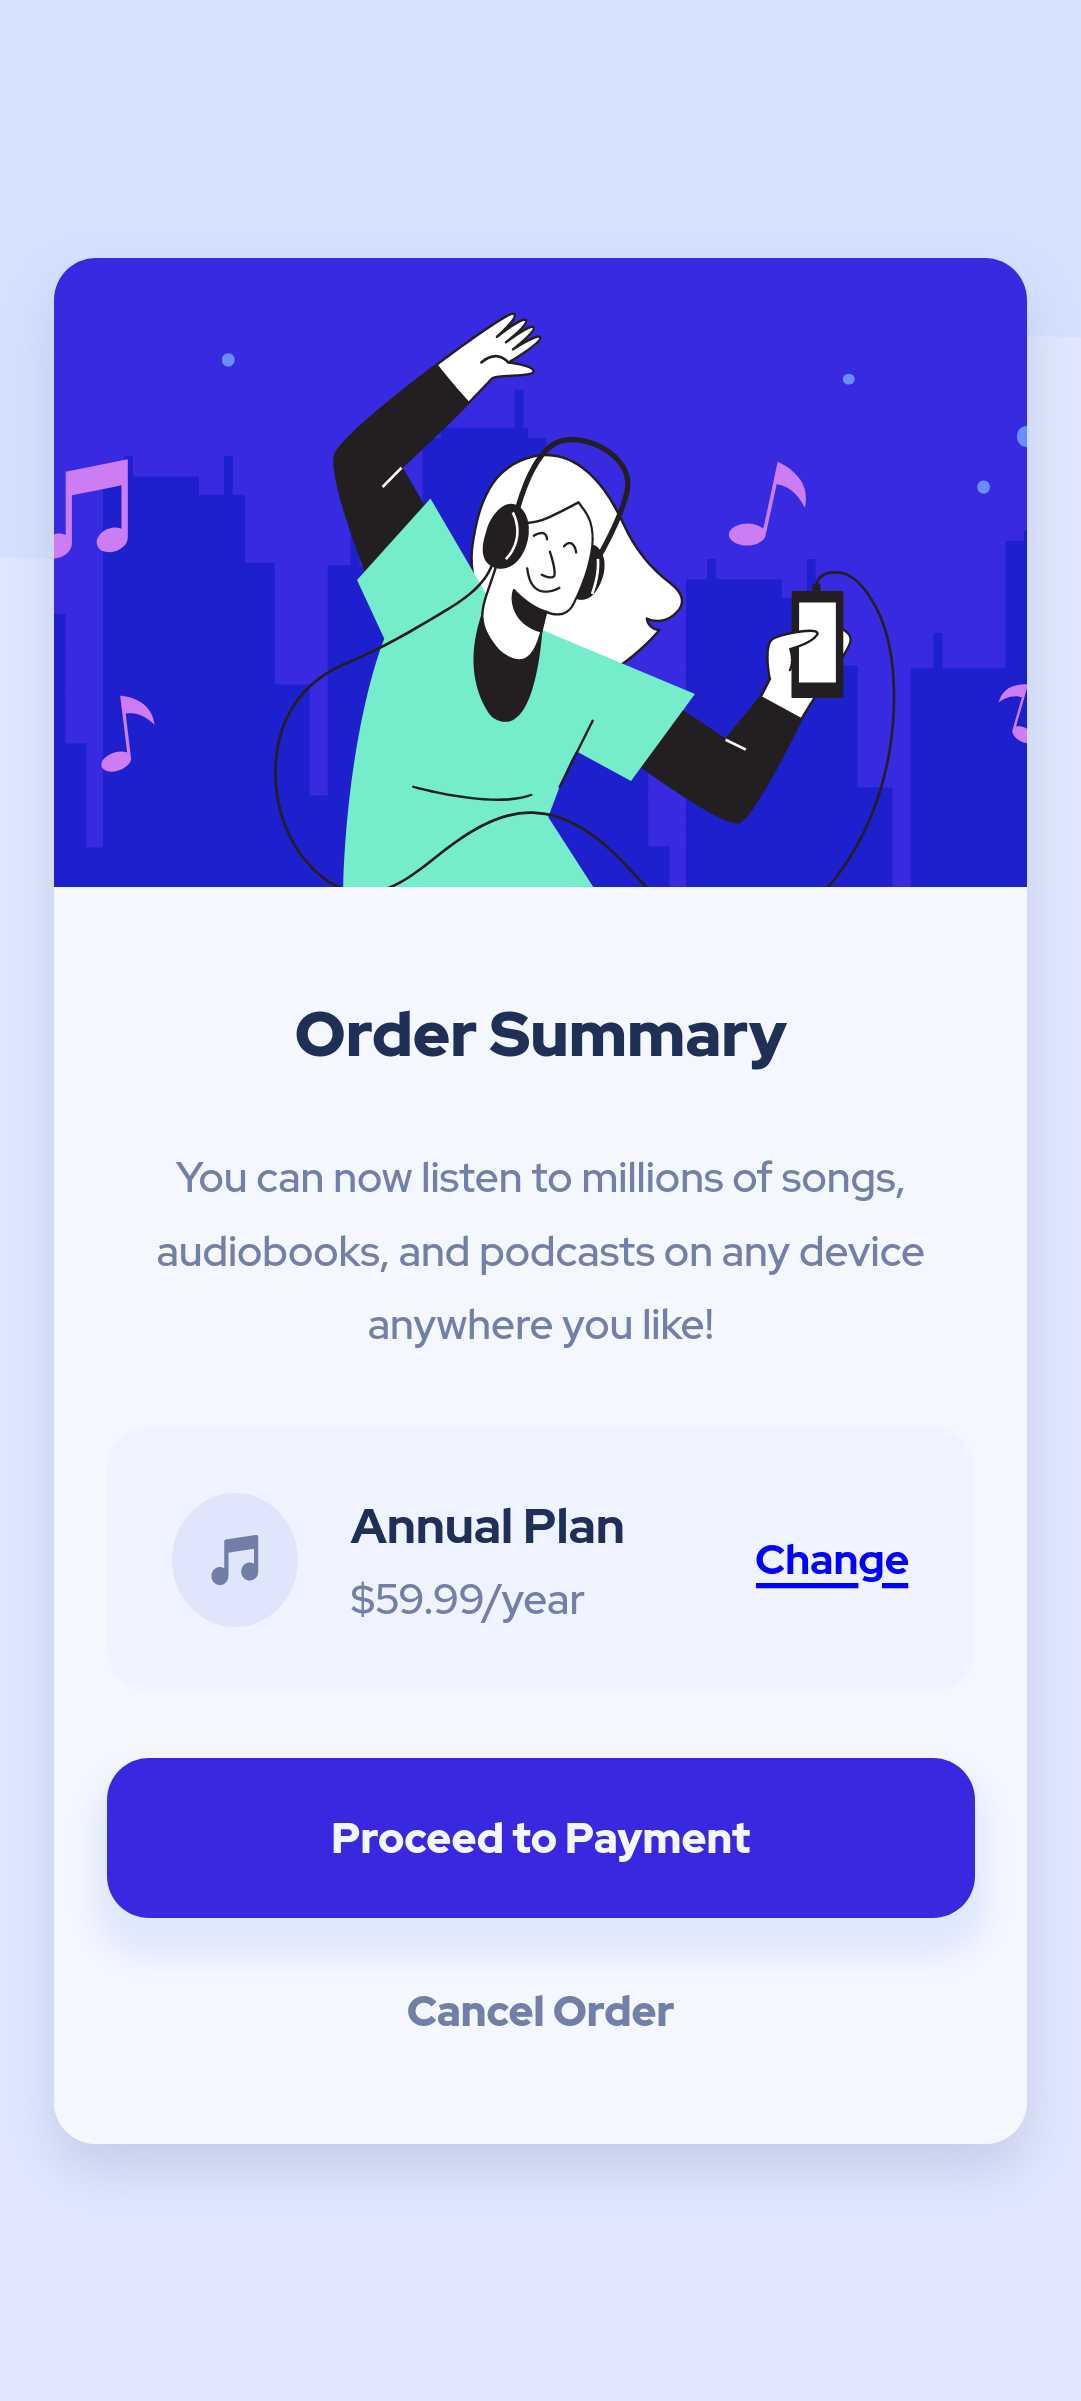 Order Summary
You can now listen to millions of songs,
audiobooks, and podcasts on any device
anywhere you like!
Annual Plan
$59.99/year
Change
Proceed to Payment
Cancel Order